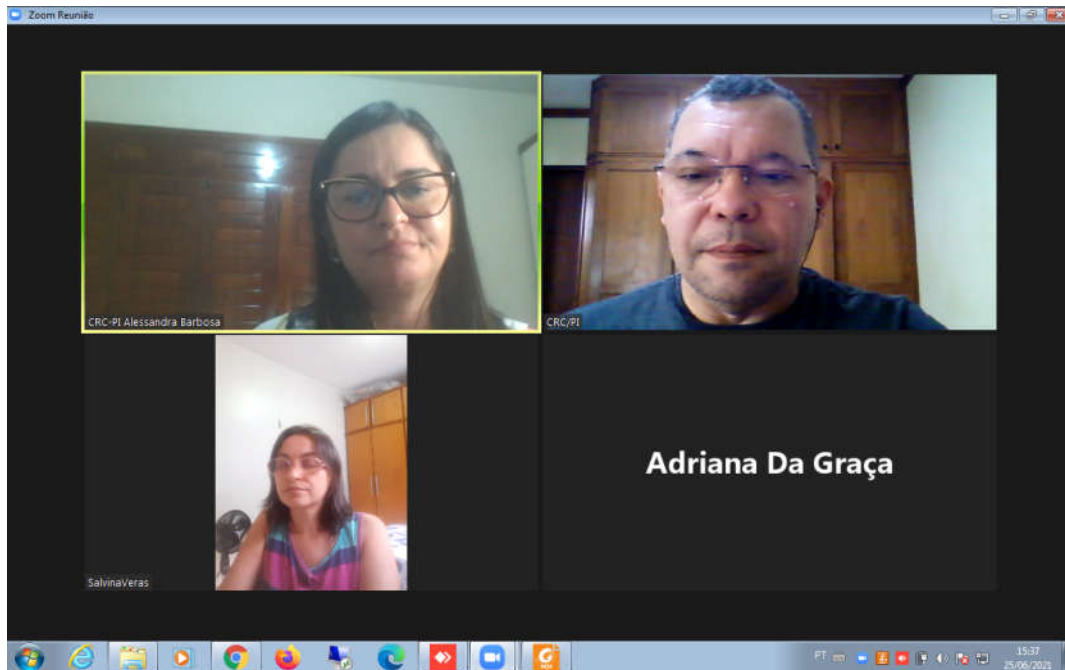 Zoom Reunião
CRC-PI Alessandra Barbosa
CRC/PI
SalvinaVeras
Adriana Da Graça
PT
15:37
25/06/2021